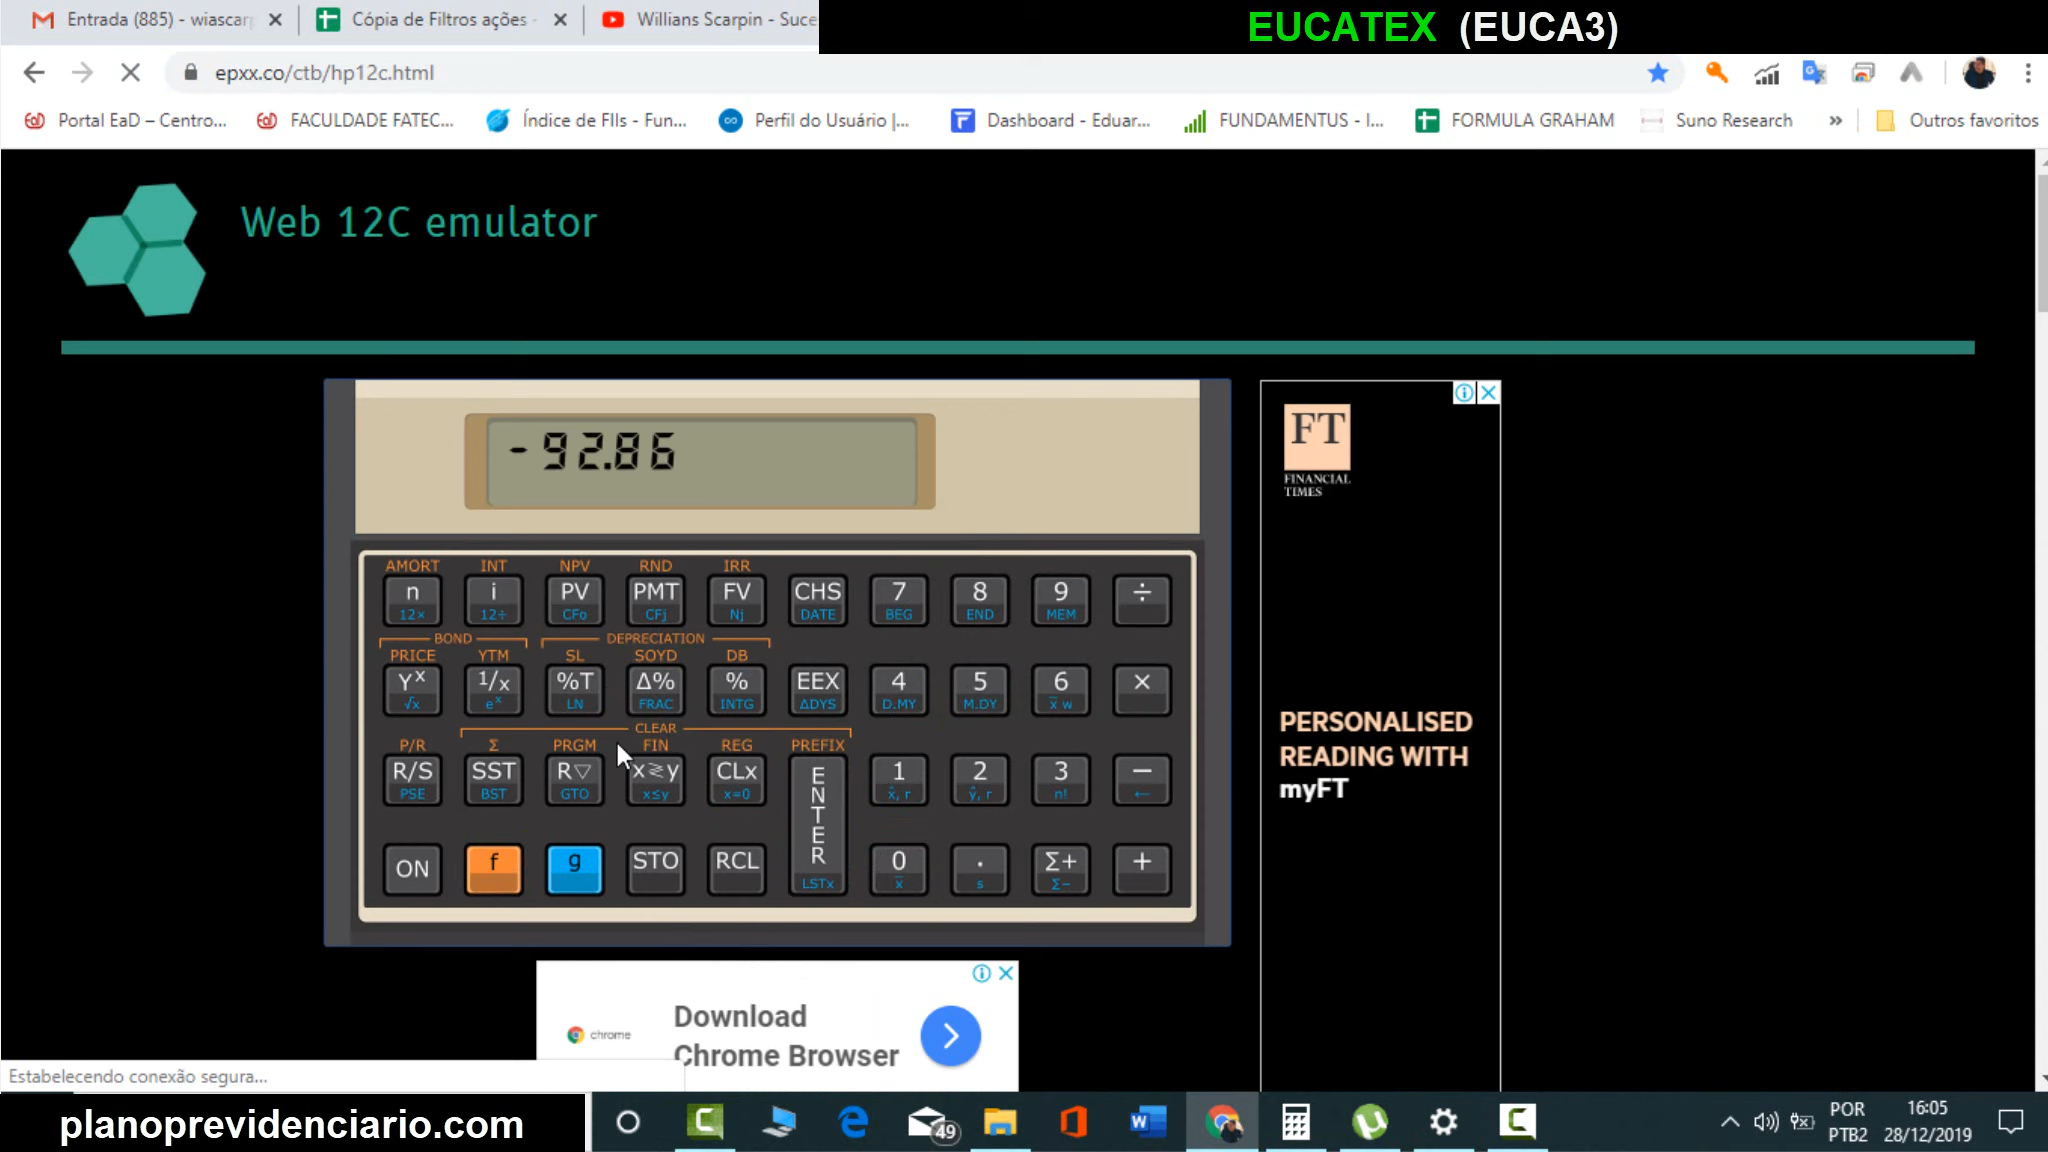 Entrada (885) - wiascarp
Cópia de Filtros ações -
Willians Scarpin - Suce
EUCATEX (EUCA3)
epxx.co/ctb/hp12c.html
Portal EaD – Centro...
FACULDADE FATEC...
Índice de FIIs - Fun...
Perfil do Usuário |...
Dashboard - Eduar...
FUNDAMENTUS - I...
FORMULA GRAHAM
Suno Research
»
Outros favoritos
Web 12C emulator
-92.86
FT
FINANCIAL
TIMES
PERSONALISED
READING WITH
myFT
AMORT INT NPV RND IRR
n i PV PMT FV CHS 7 8 9 ÷
12× 12÷ CFo CFj Nj DATE BEG END MEM
BOND DEPRECIATION
PRICE YTM SL SOYD DB
Yˣ 1/x %T Δ% % EEX 4 5 6 ×
√x eˣ LN FRAC INTG ΔDYS D.MY M.DY x̄ w
CLEAR
P/R Σ PRGM FIN REG PREFIX
R/S SST R▽ x≷y CLx ENTER 1 2 3 −
PSE BST GTO x≤y x=0 x̂, r ŷ, r n! ←
ON f g STO RCL 0 . Σ+ +
LSTx x̄ s Σ−
chrome
Download
Chrome Browser
Estabelecendo conexão segura...
planoprevidenciario.com
49
POR
PTB2
16:05
28/12/2019